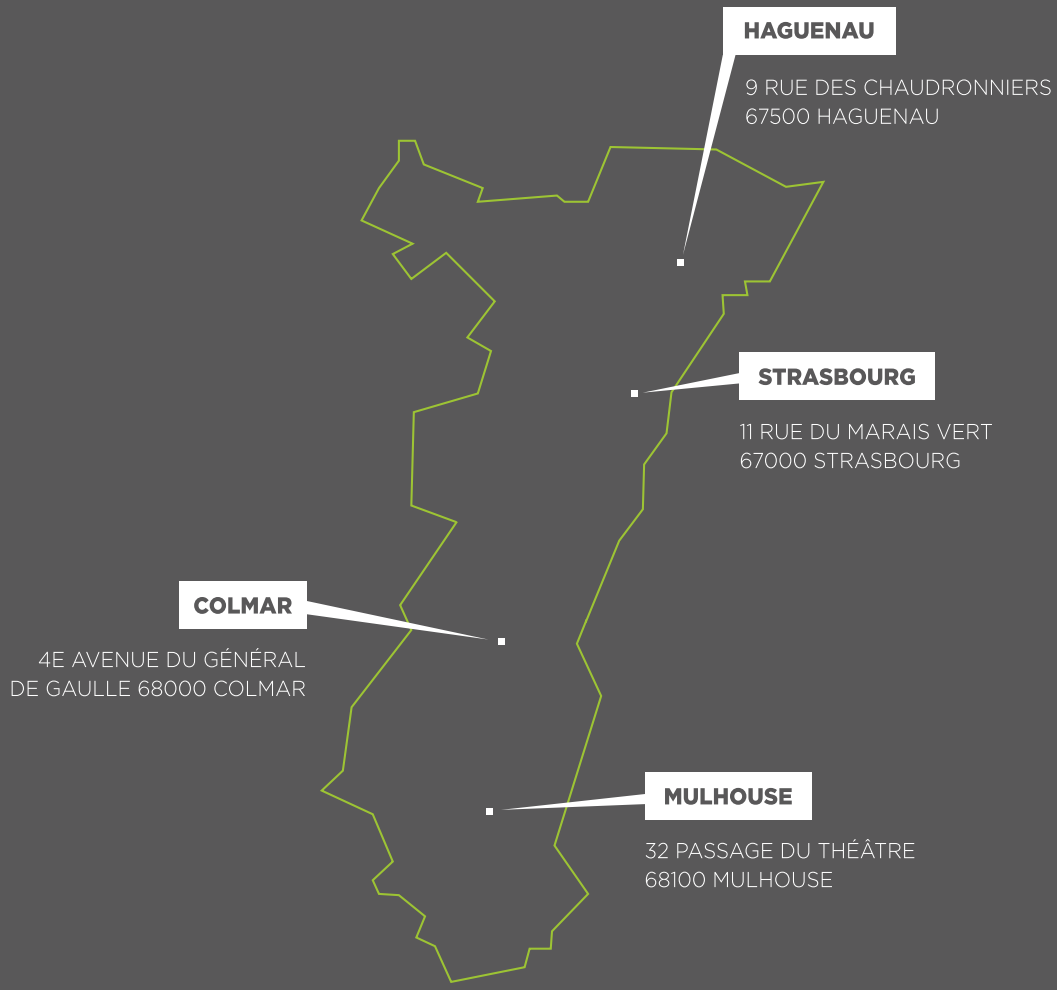 HAGUENAU
9 RUE DES CHAUDRONNIERS
67500 HAGUENAU
STRASBOURG
11 RUE DU MARAIS VERT
67000 STRASBOURG
COLMAR
4E AVENUE DU GÉNÉRAL
DE GAULLE 68000 COLMAR
MULHOUSE
32 PASSAGE DU THÉÂTRE
68100 MULHOUSE